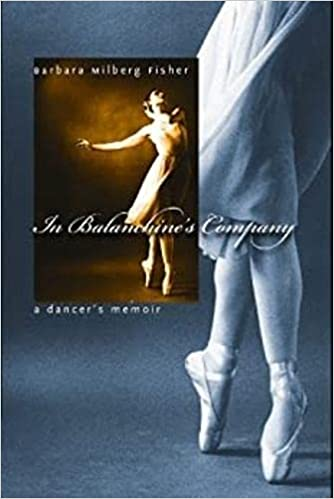 Barbara Milberg Fisher
In Balanchine's Company
a dancer's memoir